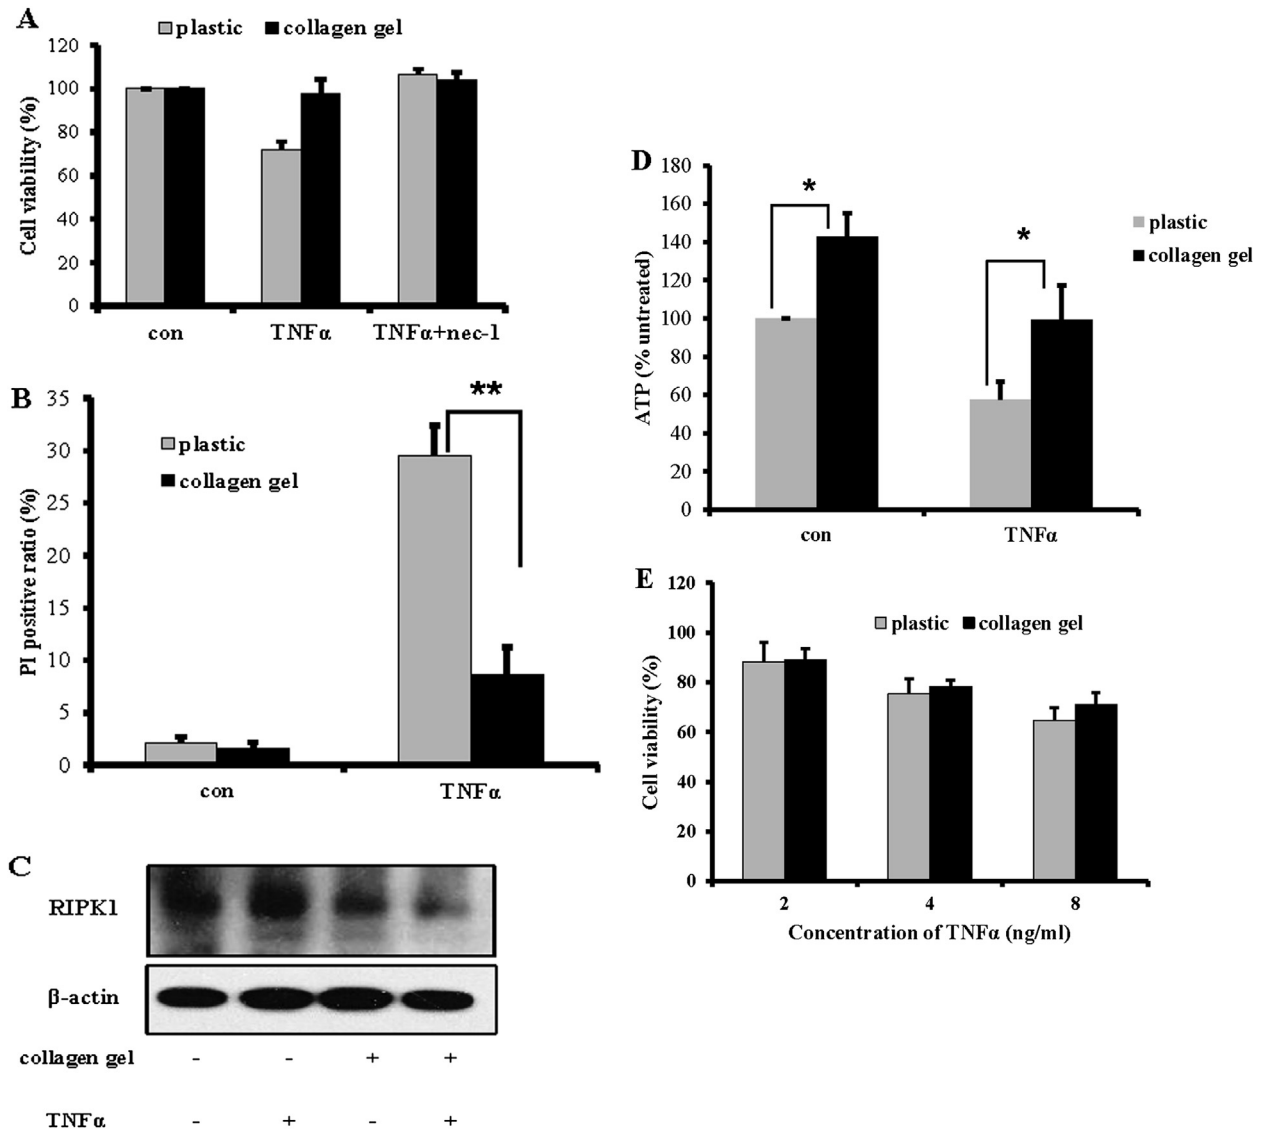 A
plastic collagen gel
120
100
80
60
40
20
0
Cell viability (%)
con TNFα TNFα+nec-1
B
35
30
25
20
15
10
5
0
PI positive ratio (%)
plastic
collagen gel
**
con TNFα
C
RIPK1
β-actin
collagen gel - - + +
TNFα - + - +
D
180
160
140
120
100
80
60
40
20
0
ATP (% untreated)
* *
plastic
collagen gel
con TNFα
E
120
100
80
60
40
20
0
Cell viability (%)
plastic collagen gel
2 4 8
Concentration of TNFα (ng/ml)